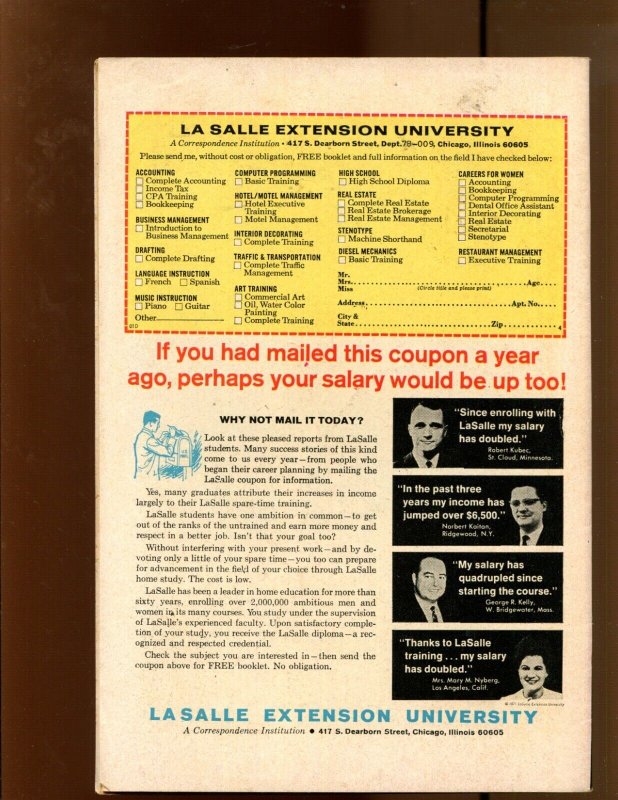 LA SALLE EXTENSION UNIVERSITY
A Correspondence Institution • 417 S. Dearborn Street, Dept. 78-009, Chicago, Illinois 60605
Please send me, without cost or obligation, FREE booklet and full information on the field I have checked below:
ACCOUNTING
Complete Accounting
Income Tax
CPA Training
Bookkeeping
BUSINESS MANAGEMENT
Introduction to
Business Management
DRAFTING
Complete Drafting
LANGUAGE INSTRUCTION
French Spanish
MUSIC INSTRUCTION
Piano Guitar
Other
COMPUTER PROGRAMMING
Basic Training
HOTEL/MOTEL MANAGEMENT
Hotel Executive
Training
Motel Management
INTERIOR DECORATING
Complete Training
TRAFFIC & TRANSPORTATION
Complete Traffic
Management
ART TRAINING
Commercial Art
Oil, Water Color
Painting
Complete Training
HIGH SCHOOL
High School Diploma
REAL ESTATE
Complete Real Estate
Real Estate Brokerage
Real Estate Management
STENOTYPE
Machine Shorthand
DIESEL MECHANICS
Basic Training
CAREERS FOR WOMEN
Accounting
Bookkeeping
Computer Programming
Dental Office Assistant
Interior Decorating
Real Estate
Secretarial
Stenotype
RESTAURANT MANAGEMENT
Executive Training
Mr.
Mrs. Age
Miss (Circle title and please print)
Address Apt. No.
City &
State Zip
4
If you had mailed this coupon a year
ago, perhaps your salary would be up too!
WHY NOT MAIL IT TODAY?
Look at these pleased reports from LaSalle
students. Many success stories of this kind
come to us every year—from people who
began their career planning by mailing the
LaSalle coupon for information.
Yes, many graduates attribute their increases in income
largely to their LaSalle spare-time training.
LaSalle students have one ambition in common—to get
out of the ranks of the untrained and earn more money and
respect in a better job. Isn't that your goal too?
Without interfering with your present work—and by de-
voting only a little of your spare time—you too can prepare
for advancement in the field of your choice through LaSalle
home study. The cost is low.
LaSalle has been a leader in home education for more than
sixty years, enrolling over 2,000,000 ambitious men and
women in its many courses. You study under the supervision
of LaSalle's experienced faculty. Upon satisfactory comple-
tion of your study, you receive the LaSalle diploma—a rec-
ognized and respected credential.
Check the subject you are interested in—then send the
coupon above for FREE booklet. No obligation.
"Since enrolling with
LaSalle my salary
has doubled."
Robert Kubec,
St. Cloud, Minnesota.
"In the past three
years my income has
jumped over $6,500."
Norbert Kaitan,
Ridgewood, N.Y.
"My salary has
quadrupled since
starting the course."
George R. Kelly,
W. Bridgewater, Mass.
"Thanks to LaSalle
training ... my salary
has doubled."
Mrs. Mary M. Nyberg,
Los Angeles, Calif.
© 1971 LaSalle Extension University
LA SALLE EXTENSION UNIVERSITY
A Correspondence Institution • 417 S. Dearborn Street, Chicago, Illinois 60605